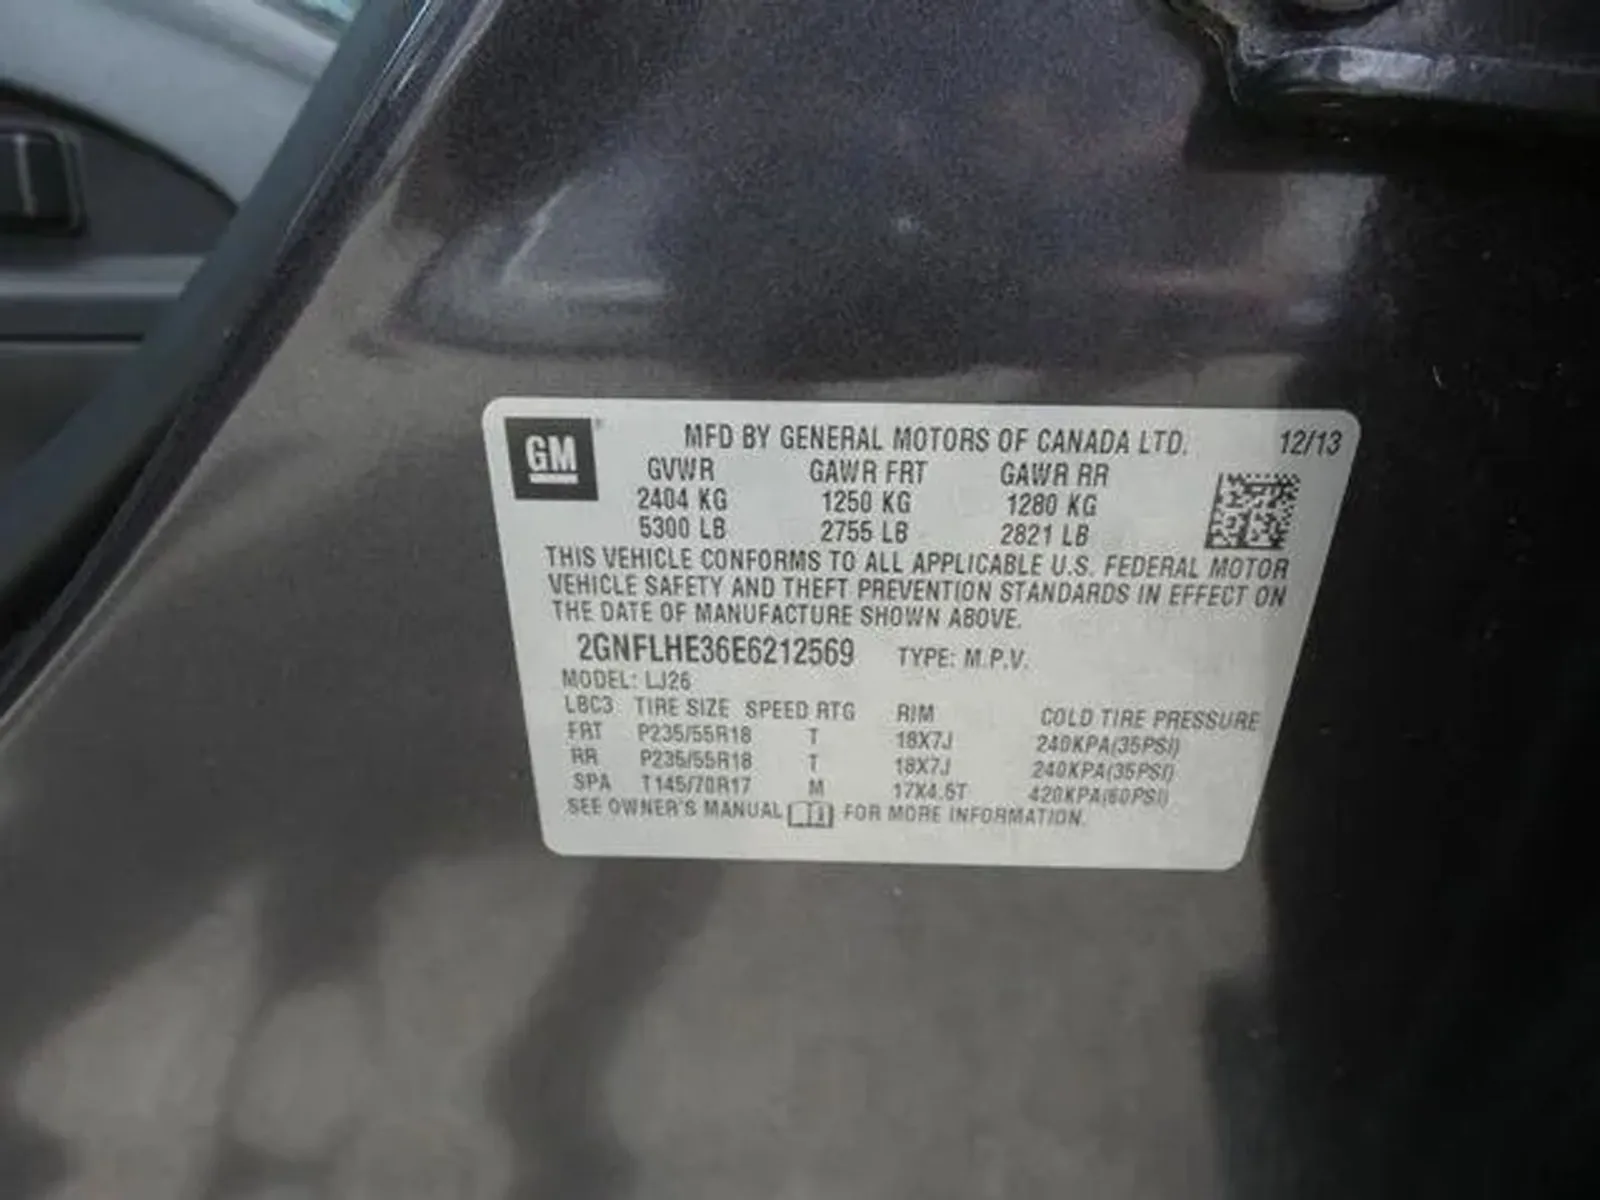 GM
MFD BY GENERAL MOTORS OF CANADA LTD. 12/13
GVWR GAWR FRT GAWR RR
2404 KG 1250 KG 1280 KG
5300 LB 2755 LB 2821 LB
THIS VEHICLE CONFORMS TO ALL APPLICABLE U.S. FEDERAL MOTOR
VEHICLE SAFETY AND THEFT PREVENTION STANDARDS IN EFFECT ON
THE DATE OF MANUFACTURE SHOWN ABOVE.
2GNFLHE36E6212569 TYPE: M.P.V.
MODEL: LJ26
LBC3 TIRE SIZE SPEED RTG RIM COLD TIRE PRESSURE
FRT P235/55R18 T 18X7J 240KPA(35PSI)
RR P235/55R18 T 18X7J 240KPA(35PSI)
SPA T145/70R17 M 17X4.5T 420KPA(60PSI)
SEE OWNER'S MANUAL FOR MORE INFORMATION.